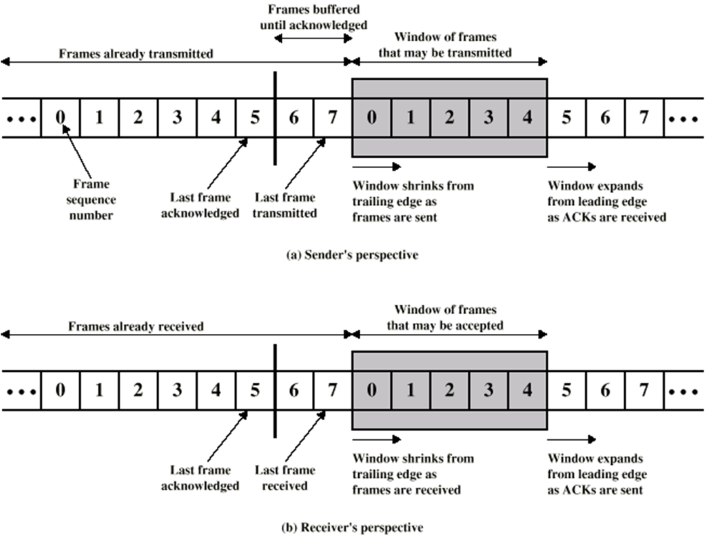 Frames buffered
until acknowledged
Frames already transmitted
Window of frames
that may be transmitted
••• 0 1 2 3 4 5 6 7 0 1 2 3 4 5 6 7 •••
Frame
sequence
number
Last frame
acknowledged
Last frame
transmitted
Window shrinks from
trailing edge as
frames are sent
Window expands
from leading edge
as ACKs are received
(a) Sender's perspective
Frames already received
Window of frames
that may be accepted
••• 0 1 2 3 4 5 6 7 0 1 2 3 4 5 6 7 •••
Last frame
acknowledged
Last frame
received
Window shrinks from
trailing edge as
frames are received
Window expands
from leading edge
as ACKs are sent
(b) Receiver's perspective